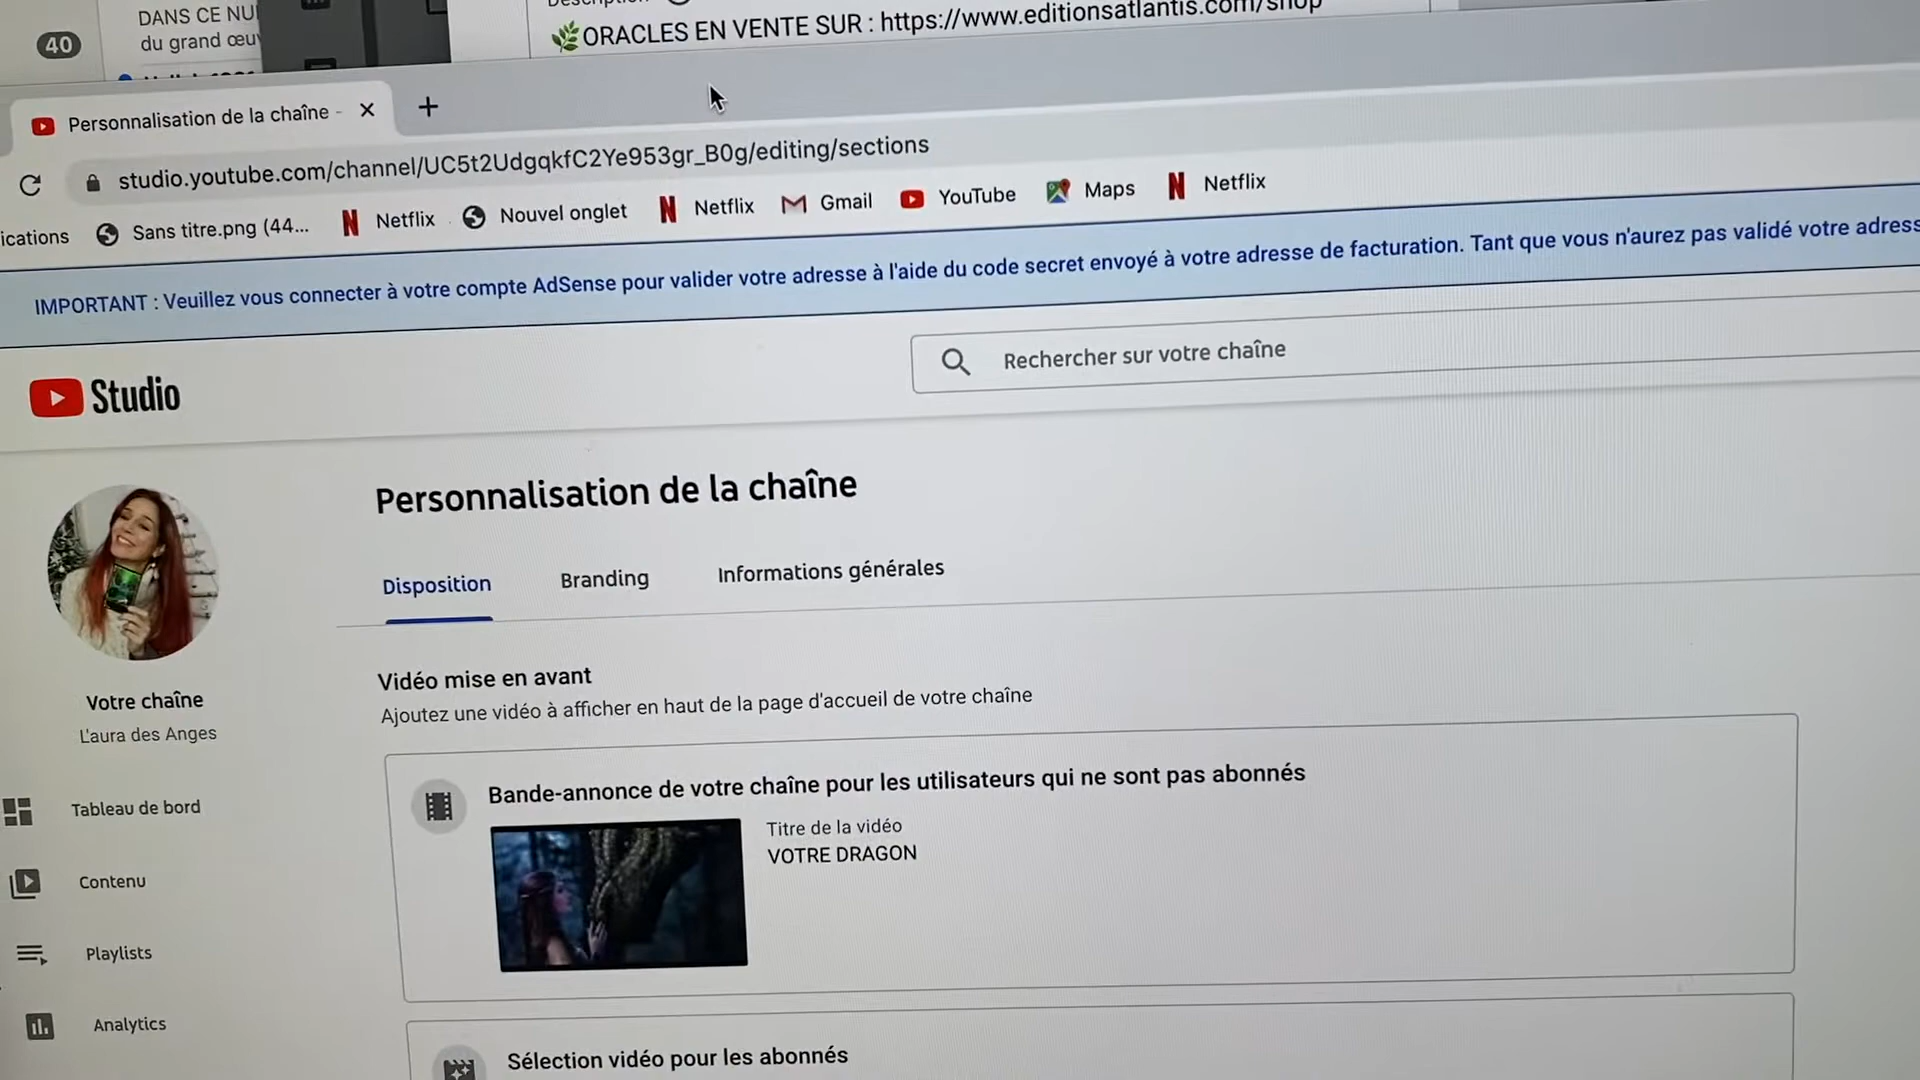 40
DANS CE NU
du grand œuv
🌿ORACLES EN VENTE SUR : https://www.editionsatlantis.com/shop
Personnalisation de la chaîne -
studio.youtube.com/channel/UC5t2UdgqkfC2Ye953gr_B0g/editing/sections
ications
Sans titre.png (44...
Netflix
Nouvel onglet
Netflix
Gmail
YouTube
Maps
Netflix
IMPORTANT : Veuillez vous connecter à votre compte AdSense pour valider votre adresse à l'aide du code secret envoyé à votre adresse de facturation. Tant que vous n'aurez pas validé votre adress
Studio
Rechercher sur votre chaîne
Personnalisation de la chaîne
Disposition
Branding
Informations générales
Vidéo mise en avant
Ajoutez une vidéo à afficher en haut de la page d'accueil de votre chaîne
Votre chaîne
L'aura des Anges
Bande-annonce de votre chaîne pour les utilisateurs qui ne sont pas abonnés
Titre de la vidéo
VOTRE DRAGON
Tableau de bord
Contenu
Playlists
Analytics
Sélection vidéo pour les abonnés